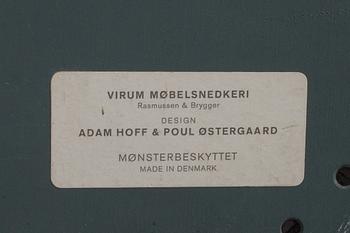 VIRUM MØBELSNEDKERI
Rasmussen & Brygger
DESIGN
ADAM HOFF & POUL ØSTERGAARD
MØNSTERBESKYTTET
MADE IN DENMARK